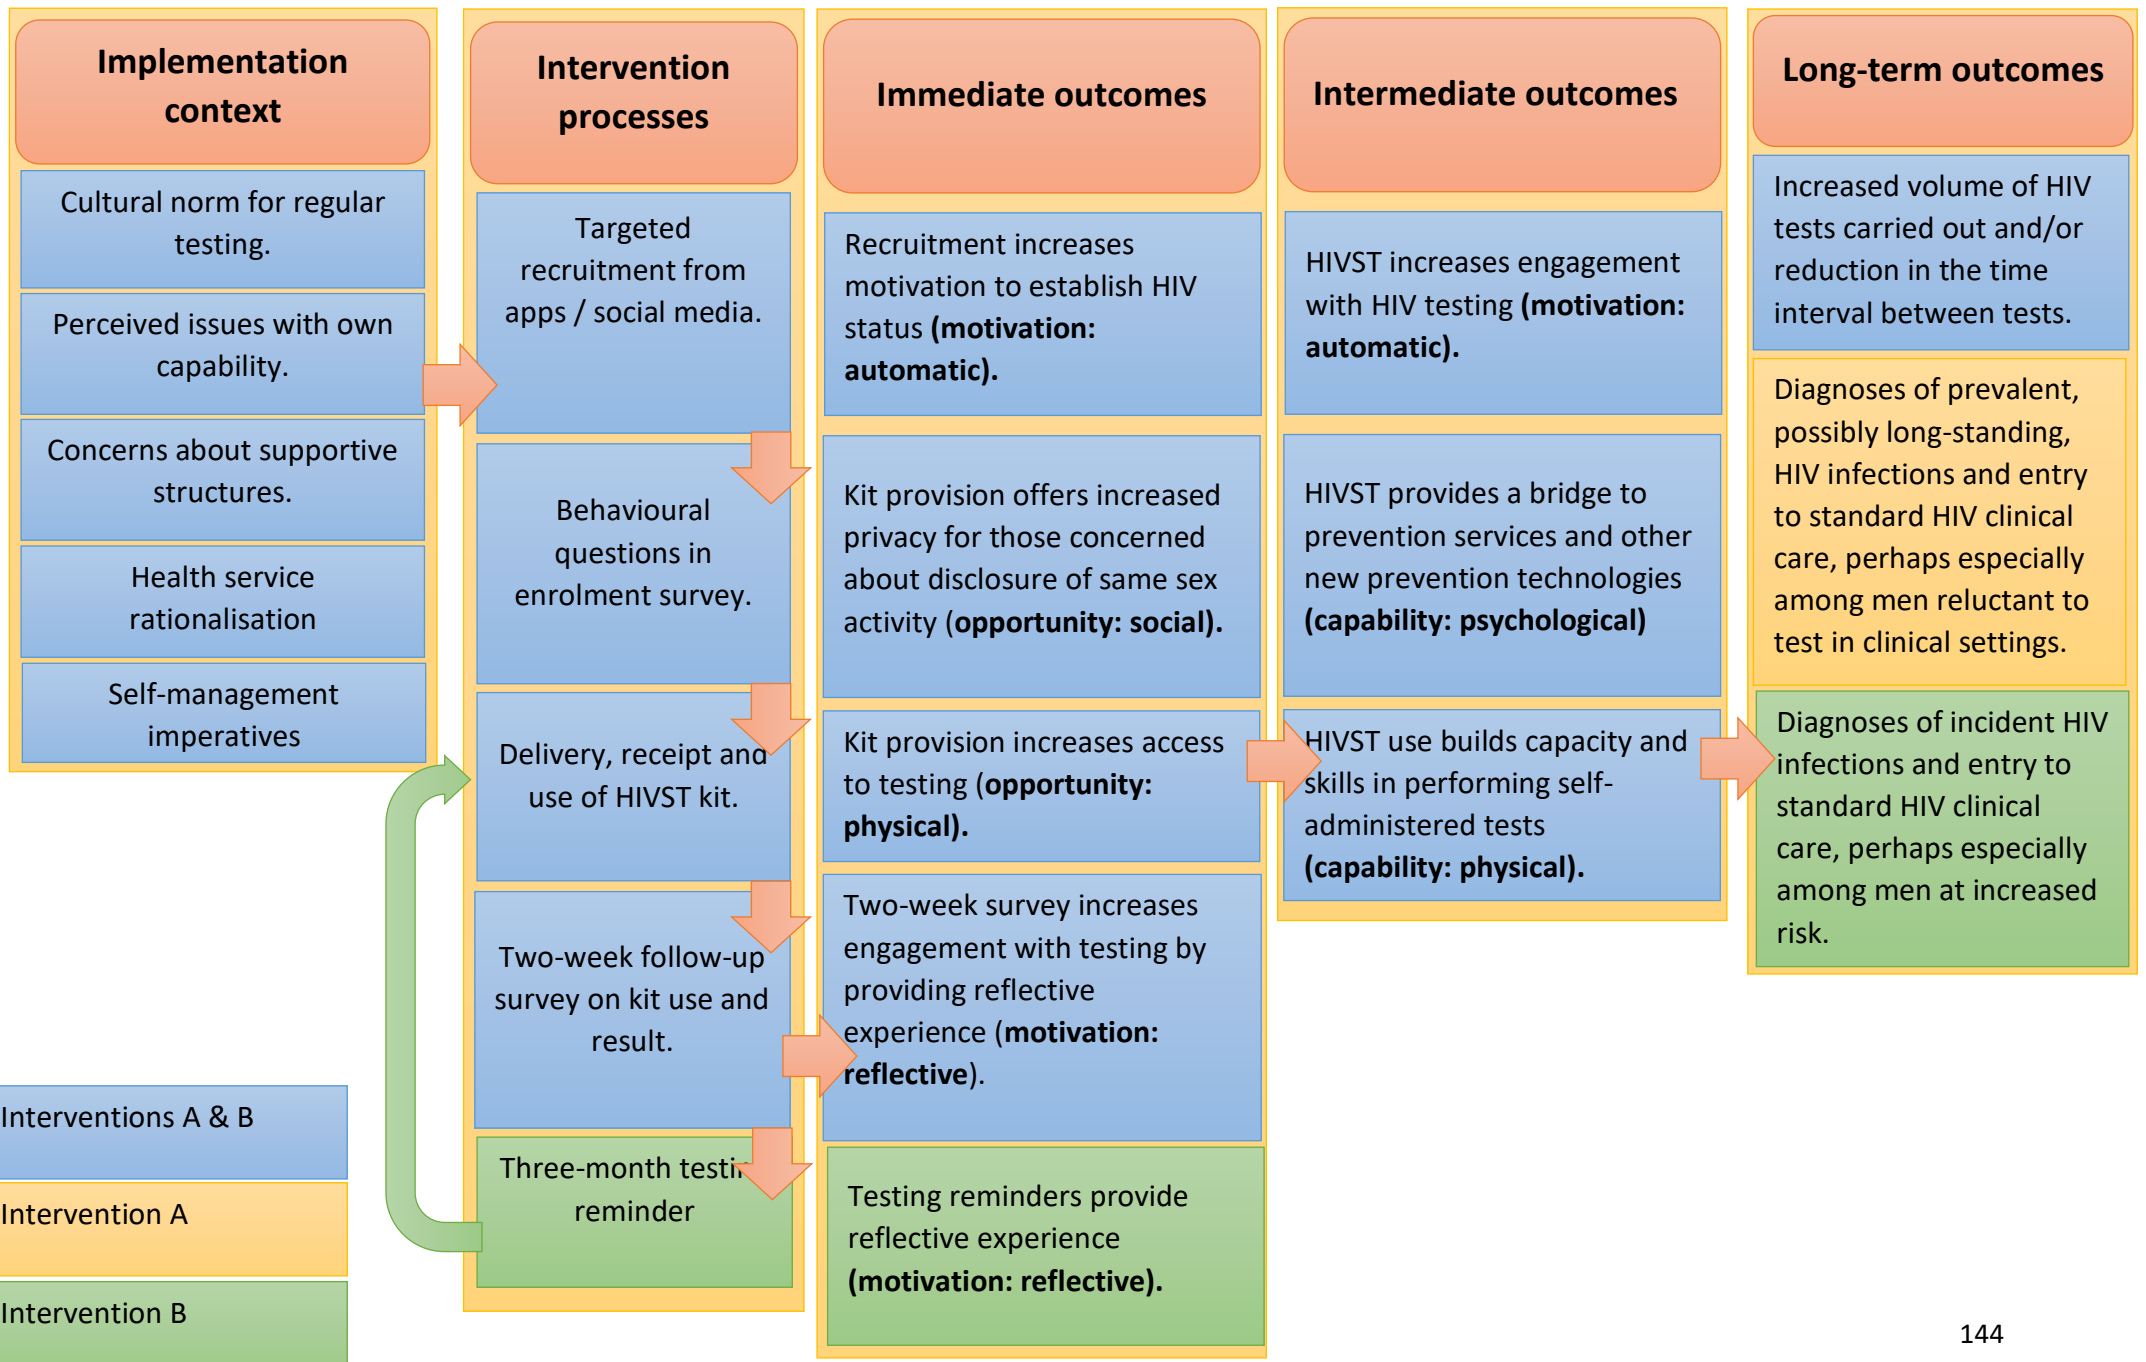 Implementation
context
Cultural norm for regular
testing.
Perceived issues with own
capability.
Concerns about supportive
structures.
Health service
rationalisation
Self-management
imperatives
Intervention
processes
Targeted
recruitment from
apps / social media.
Behavioural
questions in
enrolment survey.
Delivery, receipt and
use of HIVST kit.
Two-week follow-up
survey on kit use and
result.
Three-month testin
reminder
Immediate outcomes
Recruitment increases
motivation to establish HIV
status (motivation:
automatic).
Kit provision offers increased
privacy for those concerned
about disclosure of same sex
activity (opportunity: social).
Kit provision increases access
to testing (opportunity:
physical).
Two-week survey increases
engagement with testing by
providing reflective
experience (motivation:
reflective).
Testing reminders provide
reflective experience
(motivation: reflective).
Intermediate outcomes
HIVST increases engagement
with HIV testing (motivation:
automatic).
HIVST provides a bridge to
prevention services and other
new prevention technologies
(capability: psychological)
HIVST use builds capacity and
skills in performing self-
administered tests
(capability: physical).
Long-term outcomes
Increased volume of HIV
tests carried out and/or
reduction in the time
interval between tests.
Diagnoses of prevalent,
possibly long-standing,
HIV infections and entry
to standard HIV clinical
care, perhaps especially
among men reluctant to
test in clinical settings.
Diagnoses of incident HIV
infections and entry to
standard HIV clinical
care, perhaps especially
among men at increased
risk.
Interventions A & B
Intervention A
Intervention B
144